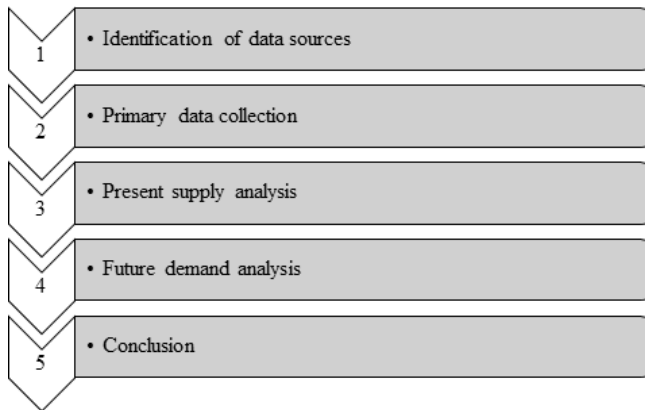 1 • Identification of data sources
2 • Primary data collection
3 • Present supply analysis
4 • Future demand analysis
5 • Conclusion